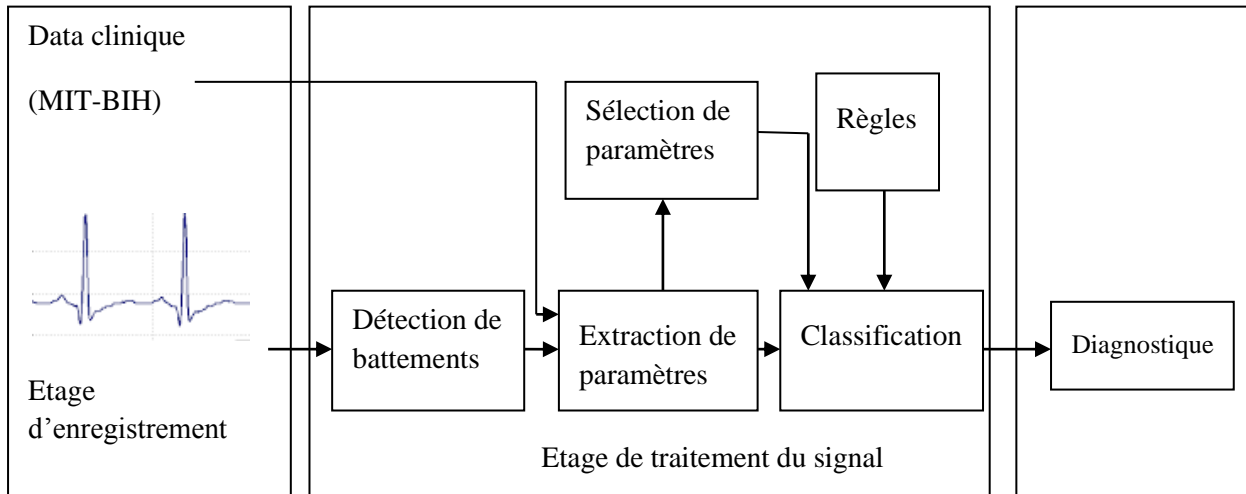 Data clinique
(MIT-BIH)
Etage
d’enregistrement
Sélection de
paramètres
Règles
Détection de
battements
Extraction de
paramètres
Classification
Etage de traitement du signal
Diagnostique